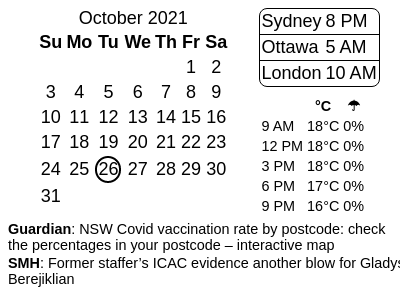 October 2021
Su Mo Tu We Th Fr Sa
1 2
3 4 5 6 7 8 9
10 11 12 13 14 15 16
17 18 19 20 21 22 23
24 25 26 27 28 29 30
31
Sydney 8 PM
Ottawa 5 AM
London 10 AM
°C ☂
9 AM 18°C 0%
12 PM 18°C 0%
3 PM 18°C 0%
6 PM 17°C 0%
9 PM 16°C 0%
Guardian: NSW Covid vaccination rate by postcode: check
the percentages in your postcode – interactive map
SMH: Former staffer's ICAC evidence another blow for Gladys
Berejiklian